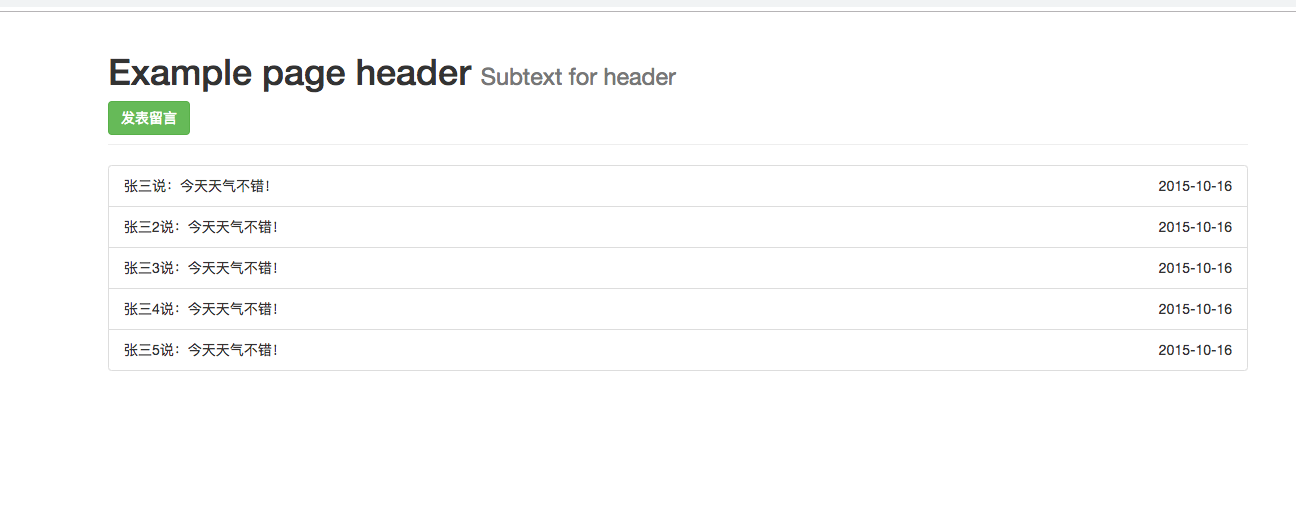 Example page header Subtext for header
发表留言
张三说：今天天气不错！ 2015-10-16
张三2说：今天天气不错！ 2015-10-16
张三3说：今天天气不错！ 2015-10-16
张三4说：今天天气不错！ 2015-10-16
张三5说：今天天气不错！ 2015-10-16